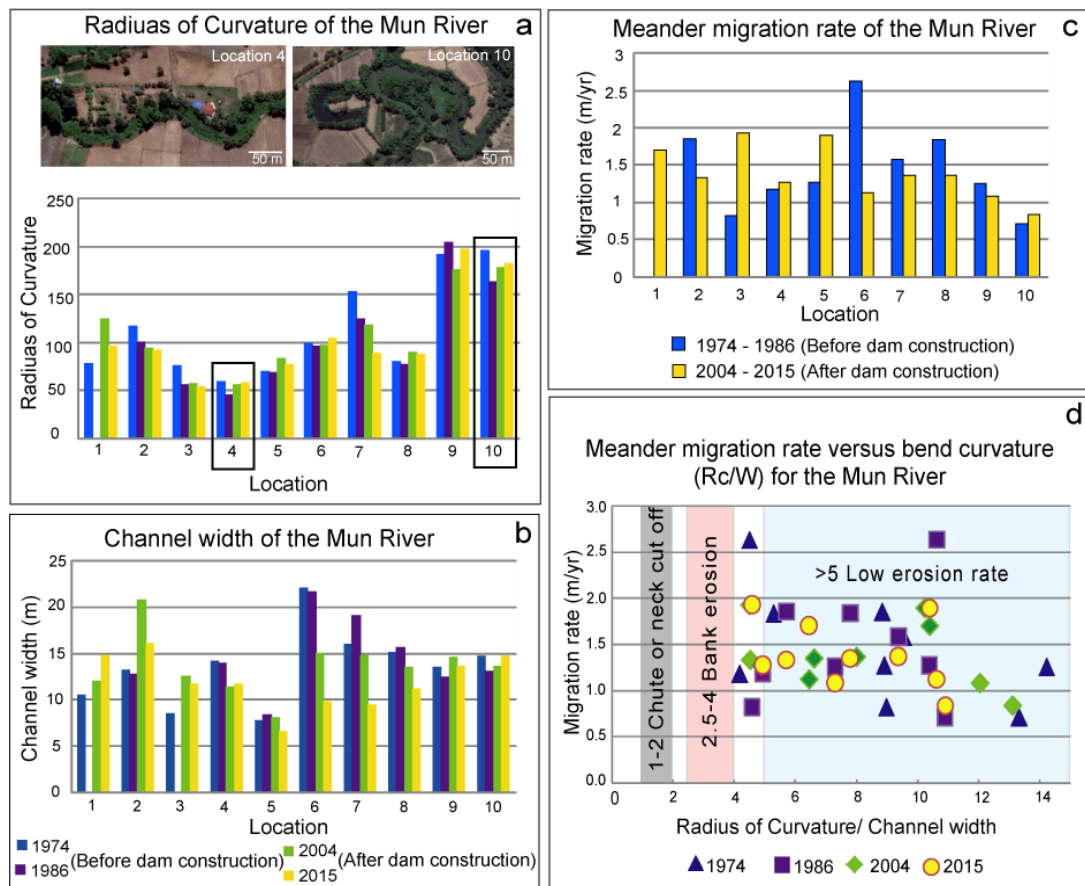 Radiuas of Curvature of the Mun River
a
Location 4
Location 10
50 m
50 m
250
200
150
100
50
0
Radiuas of Curvature
1 2 3 4 5 6 7 8 9 10
Location
Channel width of the Mun River
b
25
20
15
10
5
0
Channel width (m)
1 2 3 4 5 6 7 8 9 10
Location
1974
1986
(Before dam construction)
2004
2015
(After dam construction)
Meander migration rate of the Mun River
c
3
2.5
2
1.5
1
0.5
0
Migration rate (m/yr)
1 2 3 4 5 6 7 8 9 10
Location
1974 - 1986 (Before dam construction)
2004 - 2015 (After dam construction)
d
Meander migration rate versus bend curvature
(Rc/W) for the Mun River
3.0
2.5
2.0
1.5
1.0
0.5
0.0
Migration rate (m/yr)
1-2 Chute or neck cut off
2.5-4 Bank erosion
>5 Low erosion rate
0 2 4 6 8 10 12 14
Radius of Curvature/ Channel width
1974 1986 2004 2015